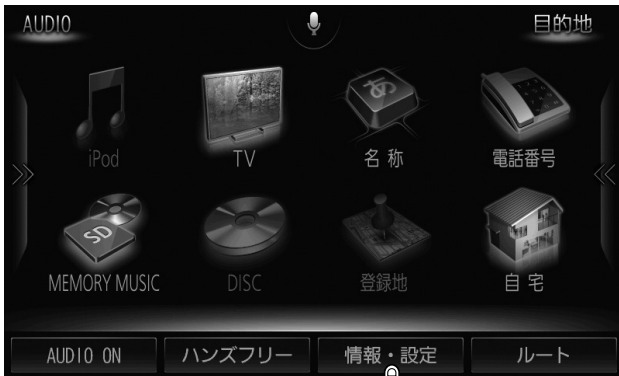 AUDIO 目的地
iPod TV 名称 電話番号
MEMORY MUSIC DISC 登録地 自宅
AUDIO ON ハンズフリー 情報・設定 ルート
あ
SD